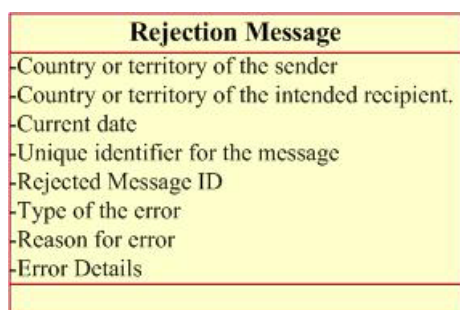 Rejection Message
-Country or territory of the sender
-Country or territory of the intended recipient.
-Current date
-Unique identifier for the message
-Rejected Message ID
-Type of the error
-Reason for error
-Error Details